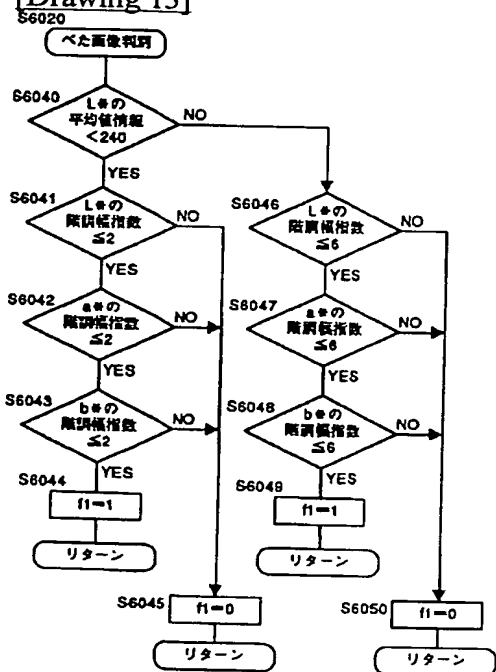 [Drawing 15]
S6020
べた画像判別
S6040
L*の
平均値情報
<240
NO
YES
S6041
L*の
階調幅指数
≦2
NO
YES
S6042
a*の
階調幅指数
≦2
NO
YES
S6043
b*の
階調幅指数
≦2
NO
YES
S6044
f1=1
リターン
S6045
f1=0
リターン
S6046
L*の
階調幅指数
≦6
NO
YES
S6047
a*の
階調幅指数
≦6
NO
YES
S6048
b*の
階調幅指数
≦6
NO
YES
S6049
f1=1
リターン
S6050
f1=0
リターン